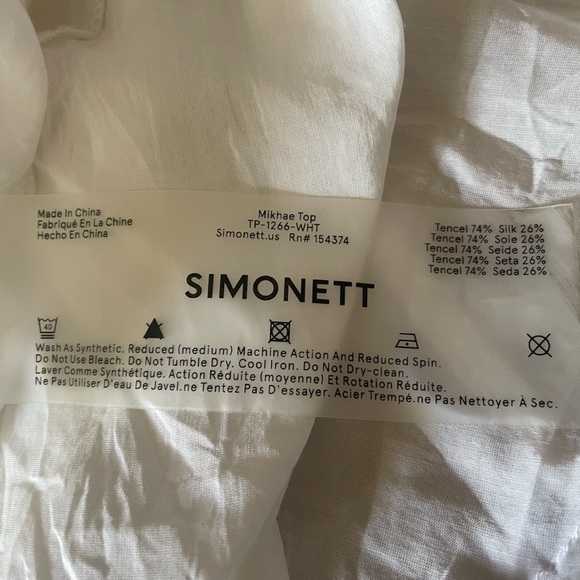 Made In China
Fabriqué En La Chine
Hecho En China
Mikhae Top
TP-1266-WHT
Simonett.us Rn# 154374
Tencel 74% Silk 26%
Tencel 74% Soie 26%
Tencel 74% Seide 26%
Tencel 74% Seta 26%
Tencel 74% Seda 26%
SIMONETT
40
Wash As Synthetic. Reduced (medium) Machine Action And Reduced Spin.
Do Not Use Bleach. Do Not Tumble Dry. Cool Iron. Do Not Dry-clean.
Laver Comme Synthétique. Action Réduite (moyenne) Et Rotation Réduite.
Ne Pas Utiliser D'eau De Javel.ne Tentez Pas D'essayer. Acier Trempé.ne Pas Nettoyer À Sec.